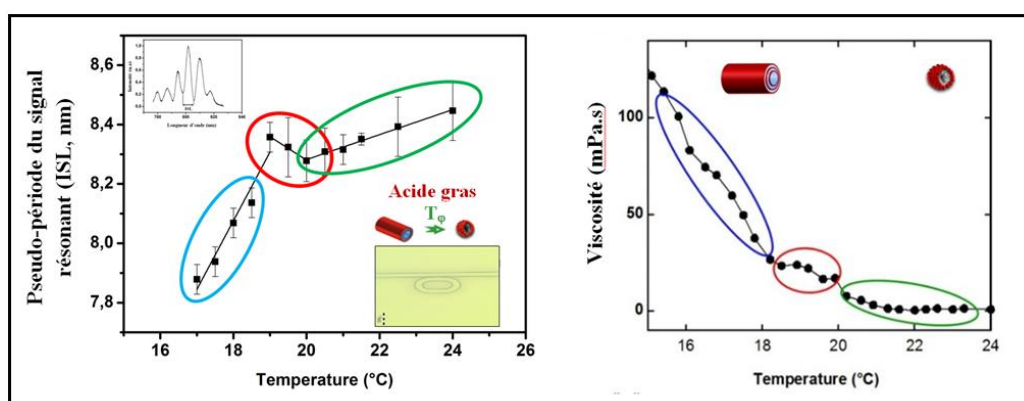 Pseudo-période du signal
résonant (ISL, nm)
8,6
8,4
8,2
8,0
7,8
16
18
20
22
24
26
Temperature (°C)
Longueur d'onde (nm)
Acide gras
Tφ
Viscosité (mPa.s)
100
50
0
16
18
20
22
24
Temperature (°C)